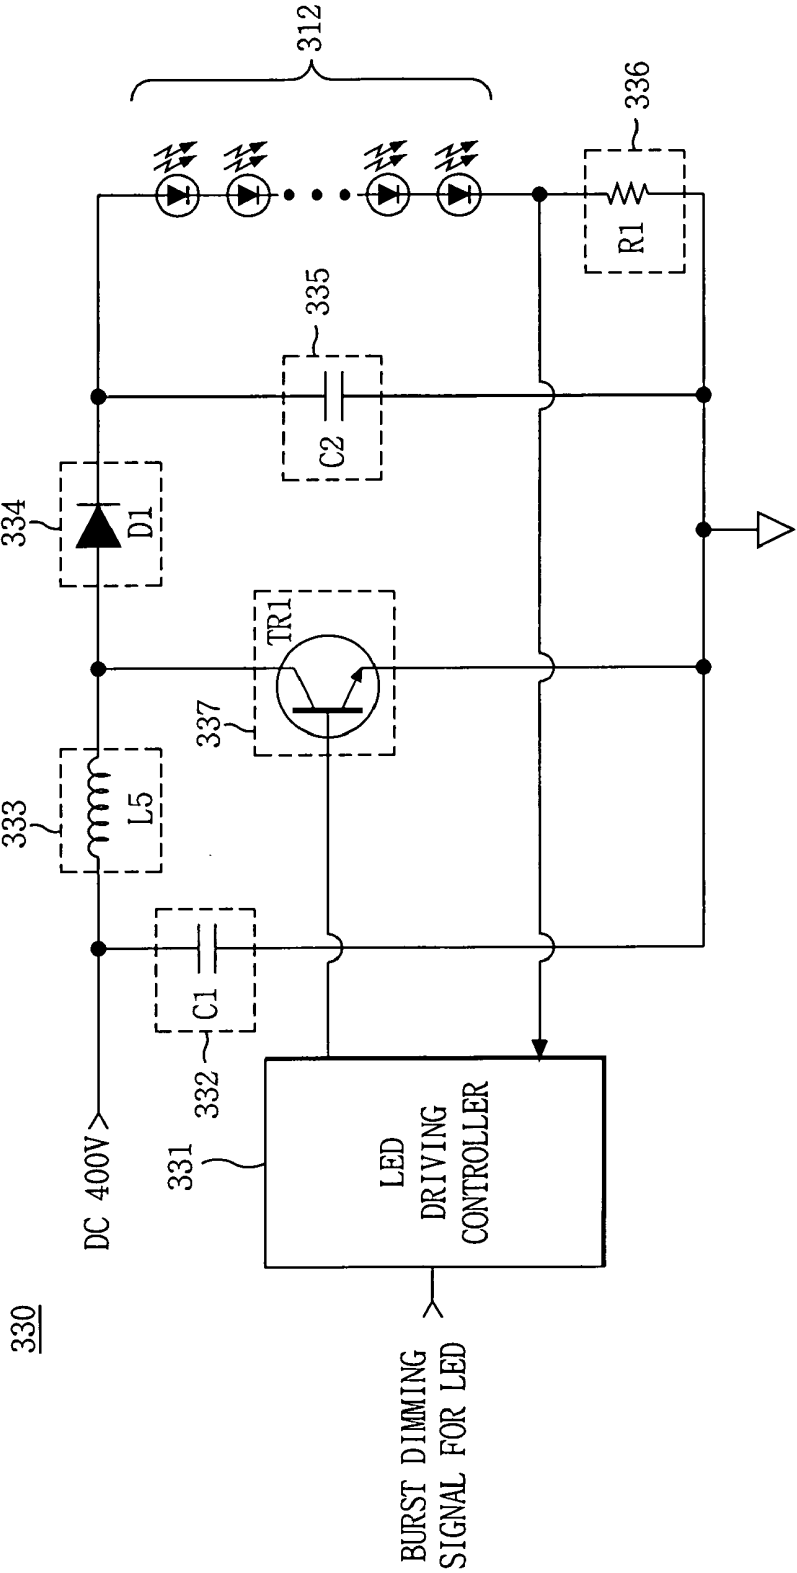 330
DC 400V
332
C1
333
L5
337
TR1
334
D1
335
C2
312
336
R1
331
LED
DRIVING
CONTROLLER
BURST DIMMING
SIGNAL FOR LED